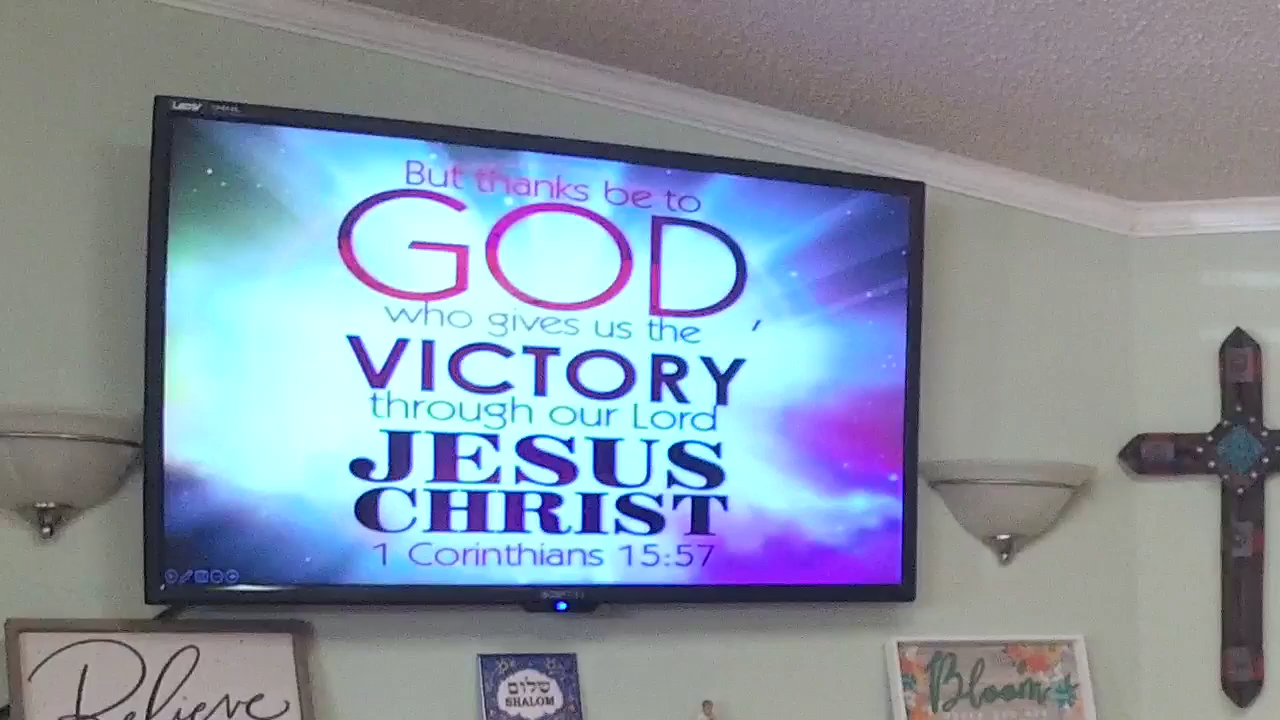 But thanks be to
GOD,
who gives us the
VICTORY
through our Lord
JESUS
CHRIST
1 Corinthians 15:57
Believe
שלום
SHALOM
Bloom